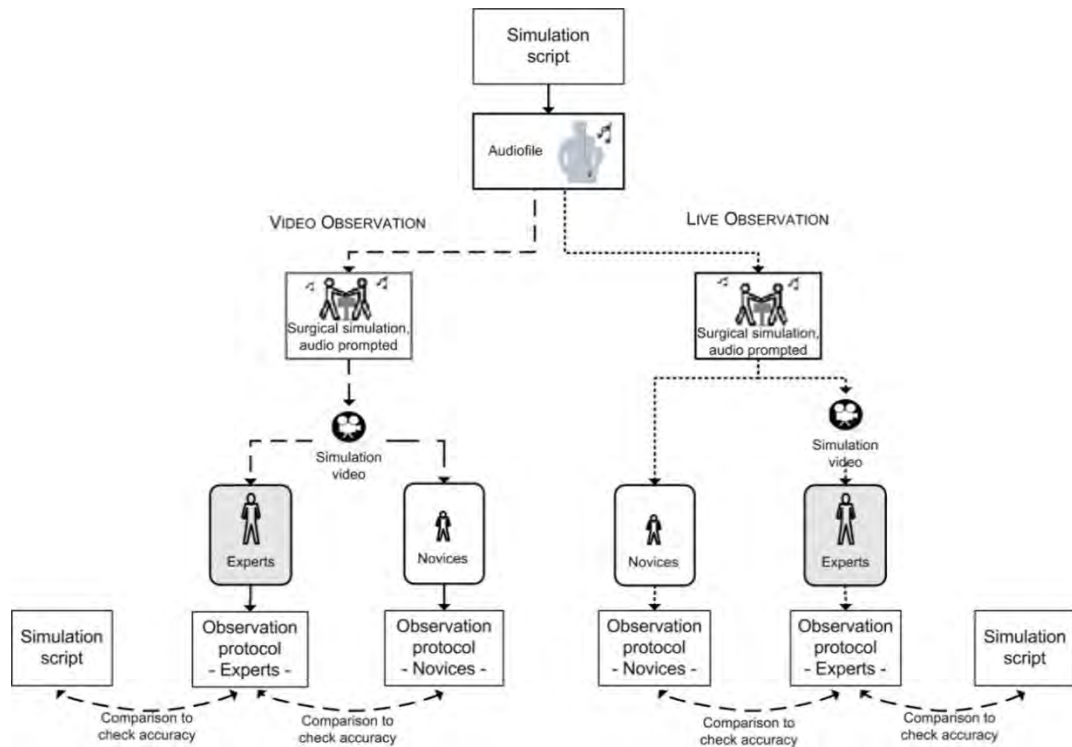 Simulation
script
Audiofile
VIDEO OBSERVATION
LIVE OBSERVATION
Surgical simulation,
audio prompted
Surgical simulation,
audio prompted
Simulation
video
Simulation
video
Experts
Novices
Novices
Experts
Simulation
script
Observation
protocol
- Experts -
Observation
protocol
- Novices -
Observation
protocol
- Novices -
Observation
protocol
- Experts -
Simulation
script
Comparison to
check accuracy
Comparison to
check accuracy
Comparison to
check accuracy
Comparison to
check accuracy